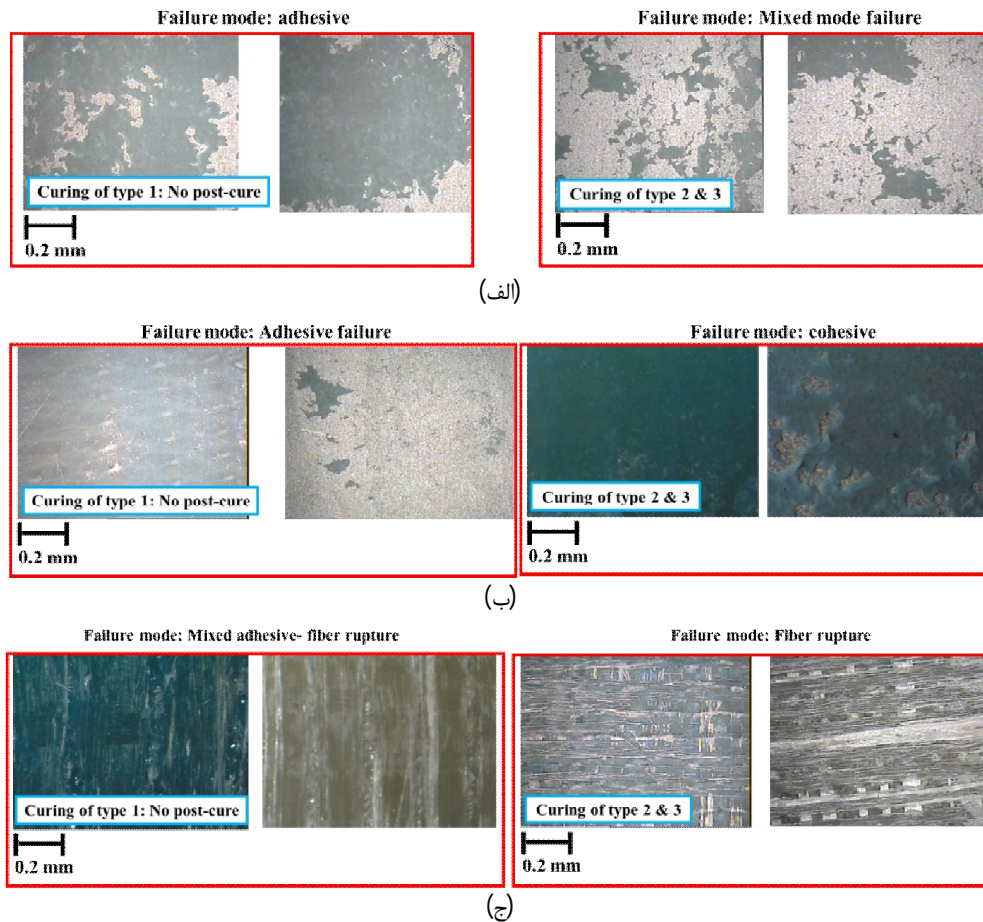 Failure mode: adhesive
Failure mode: Mixed mode failure
Curing of type 1: No post-cure
Curing of type 2 & 3
0.2 mm
0.2 mm
(الف)
Failure mode: Adhesive failure
Failure mode: cohesive
Curing of type 1: No post-cure
Curing of type 2 & 3
0.2 mm
0.2 mm
(ب)
Failure mode: Mixed adhesive- fiber rupture
Failure mode: Fiber rupture
Curing of type 1: No post-cure
Curing of type 2 & 3
0.2 mm
0.2 mm
(ج)